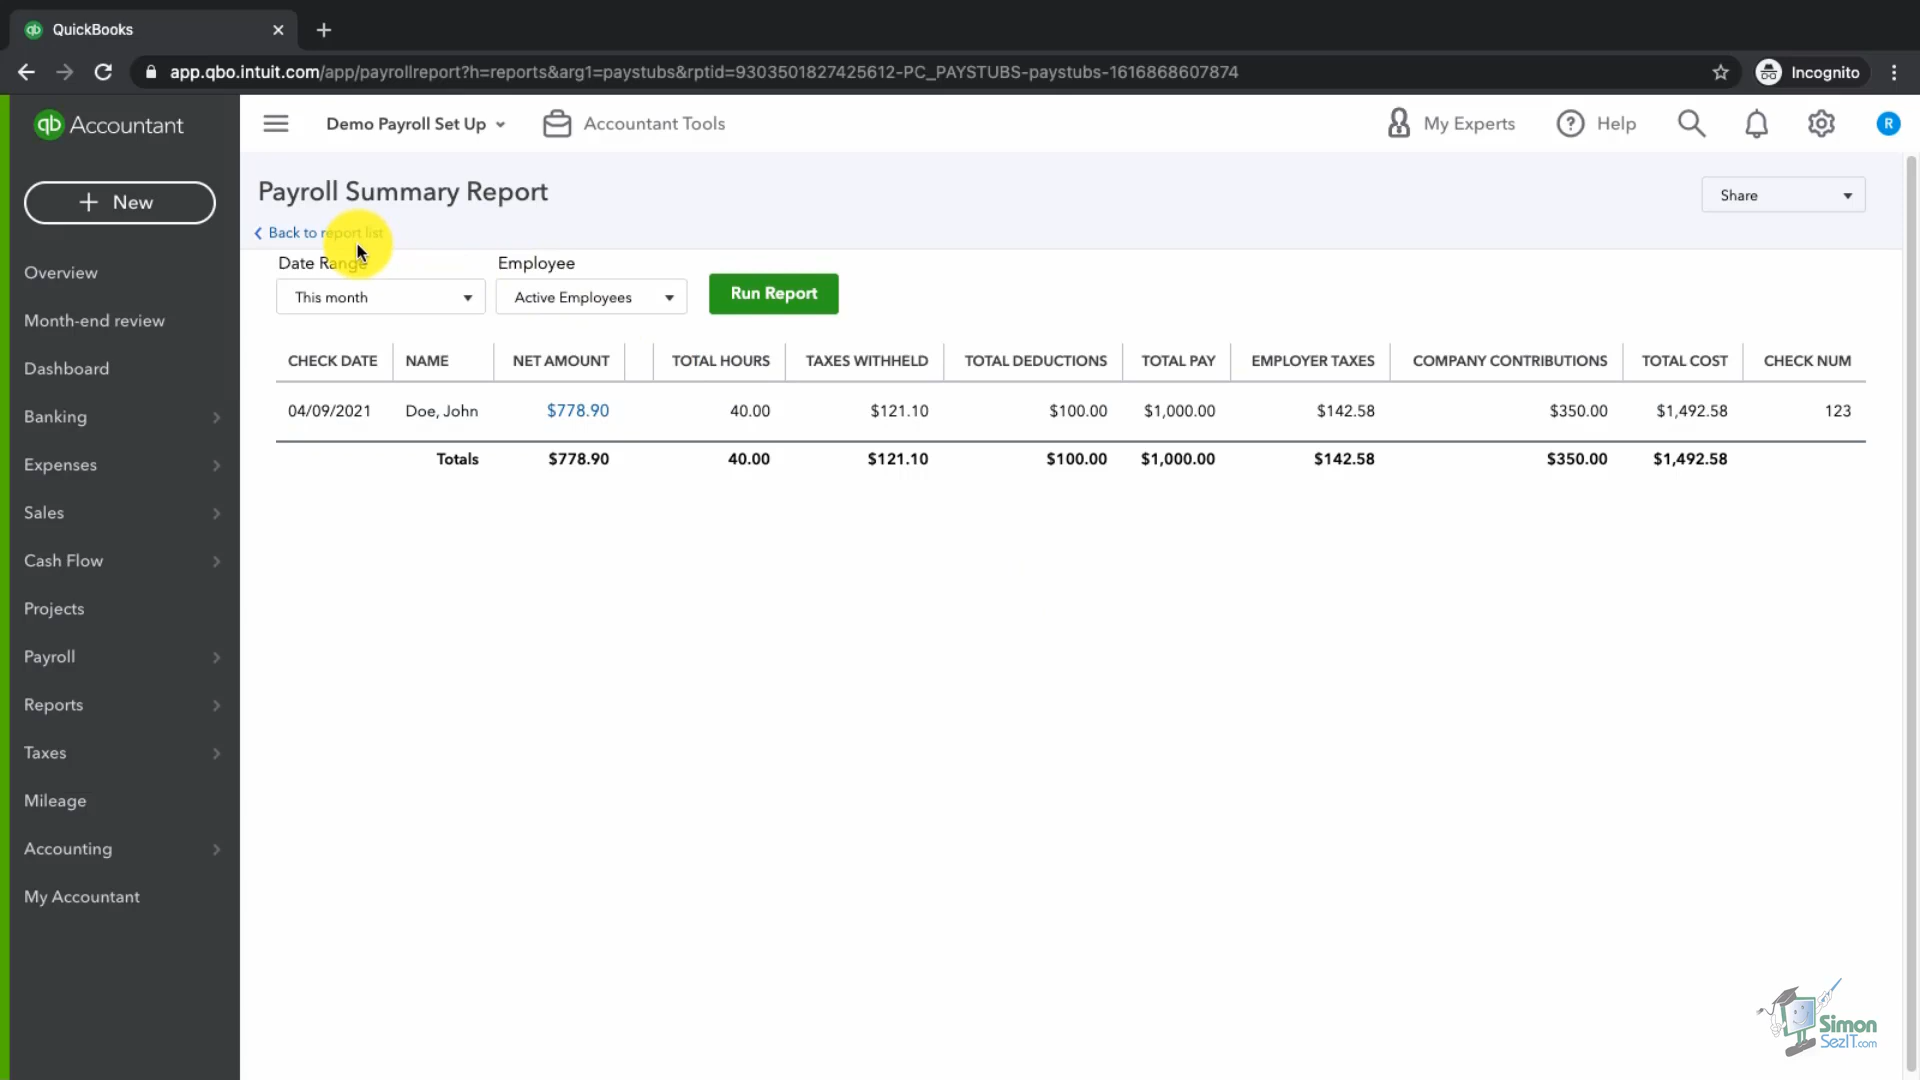 QuickBooks
app.qbo.intuit.com/app/payrollreport?h=reports&arg1=paystubs&rptid=9303501827425612-PC_PAYSTUBS-paystubs-1616868607874
Incognito
qb Accountant
Demo Payroll Set Up
Accountant Tools
My Experts
Help
R
+ New
Overview
Month-end review
Dashboard
Banking
Expenses
Sales
Cash Flow
Projects
Payroll
Reports
Taxes
Mileage
Accounting
My Accountant
Payroll Summary Report
Share
Back to report list
Date Range
Employee
This month
Active Employees
Run Report
CHECK DATE NAME NET AMOUNT TOTAL HOURS TAXES WITHHELD TOTAL DEDUCTIONS TOTAL PAY EMPLOYER TAXES COMPANY CONTRIBUTIONS TOTAL COST CHECK NUM
04/09/2021 Doe, John $778.90 40.00 $121.10 $100.00 $1,000.00 $142.58 $350.00 $1,492.58 123
Totals $778.90 40.00 $121.10 $100.00 $1,000.00 $142.58 $350.00 $1,492.58
Simon
SezIT.com